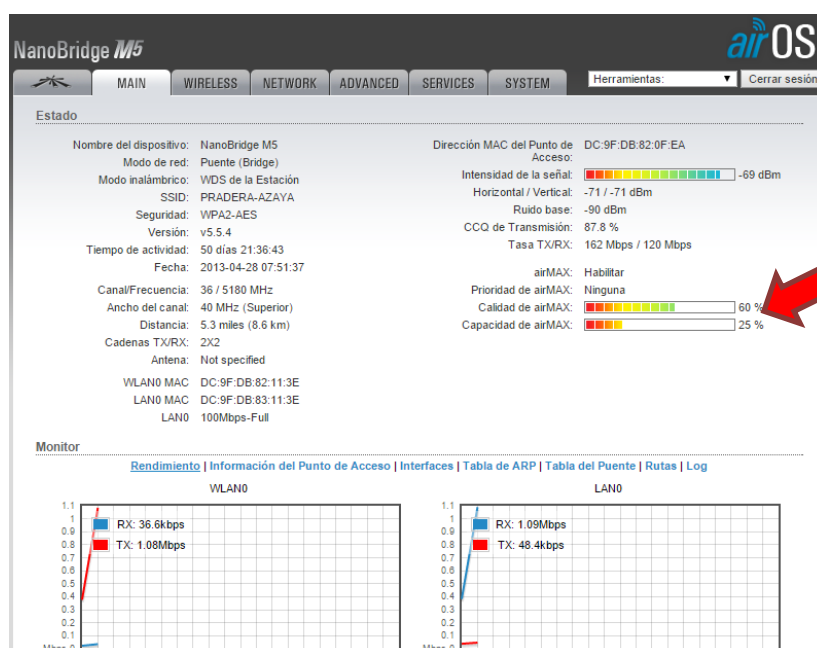 NanoBridge M5
airOS
MAIN WIRELESS NETWORK ADVANCED SERVICES SYSTEM Herramientas: Cerrar sesión
Estado
Nombre del dispositivo: NanoBridge M5
Modo de red: Puente (Bridge)
Modo inalámbrico: WDS de la Estación
SSID: PRADERA-AZAYA
Seguridad: WPA2-AES
Versión: v5.5.4
Tiempo de actividad: 50 días 21:36:43
Fecha: 2013-04-28 07:51:37
Canal/Frecuencia: 36 / 5180 MHz
Ancho del canal: 40 MHz (Superior)
Distancia: 5.3 miles (8.6 km)
Cadenas TX/RX: 2X2
Antena: Not specified
WLAN0 MAC DC:9F:DB:82:11:3E
LAN0 MAC DC:9F:DB:83:11:3E
LAN0 100Mbps-Full
Dirección MAC del Punto de
Acceso: DC:9F:DB:82:0F:EA
Intensidad de la señal: -69 dBm
Horizontal / Vertical: -71 / -71 dBm
Ruido base: -90 dBm
CCQ de Transmisión: 87.8 %
Tasa TX/RX: 162 Mbps / 120 Mbps
airMAX: Habilitar
Prioridad de airMAX: Ninguna
Calidad de airMAX: 60 %
Capacidad de airMAX: 25 %
Monitor
Rendimiento | Información del Punto de Acceso | Interfaces | Tabla de ARP | Tabla del Puente | Rutas | Log
WLAN0
1.1
1
0.9
0.8
0.7
0.6
0.5
0.4
0.3
0.2
0.1
Mbps 0
RX: 36.6kbps
TX: 1.08Mbps
LAN0
1.1
1
0.9
0.8
0.7
0.6
0.5
0.4
0.3
0.2
0.1
Mbps 0
RX: 1.09Mbps
TX: 48.4kbps